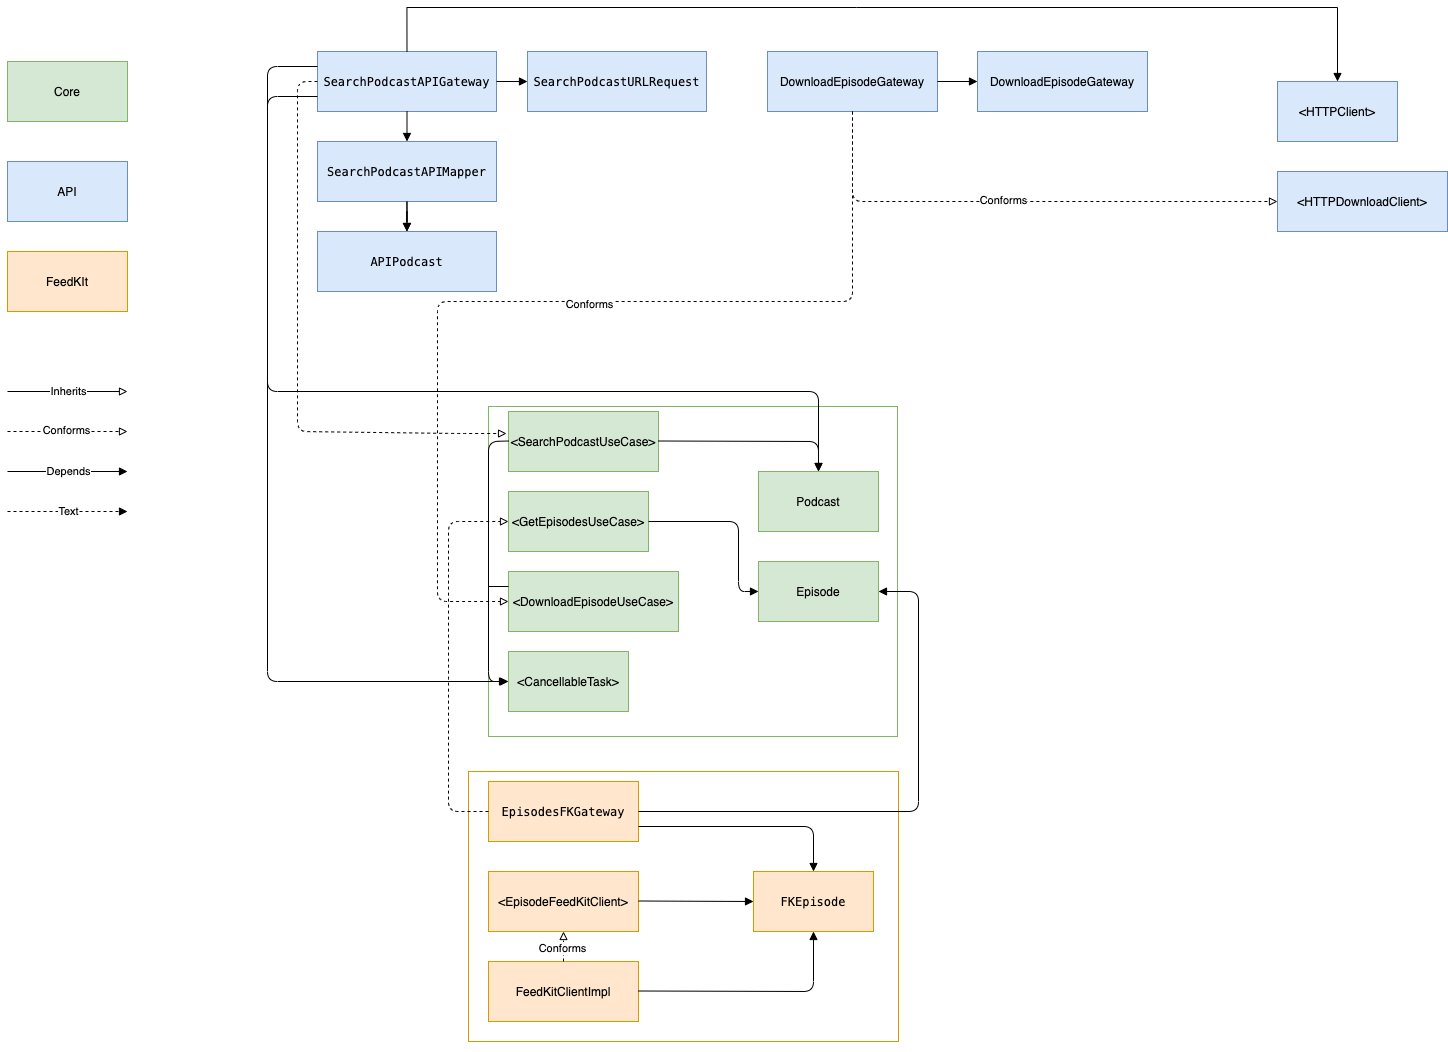 Core
API
FeedKIt
Inherits
Conforms
Depends
Text
SearchPodcastAPIGateway
SearchPodcastURLRequest
DownloadEpisodeGateway
DownloadEpisodeGateway
<HTTPClient>
SearchPodcastAPIMapper
<HTTPDownloadClient>
Conforms
APIPodcast
Conforms
<SearchPodcastUseCase>
Podcast
<GetEpisodesUseCase>
Episode
<DownloadEpisodeUseCase>
<CancellableTask>
EpisodesFKGateway
<EpisodeFeedKitClient>
FKEpisode
Conforms
FeedKitClientImpl